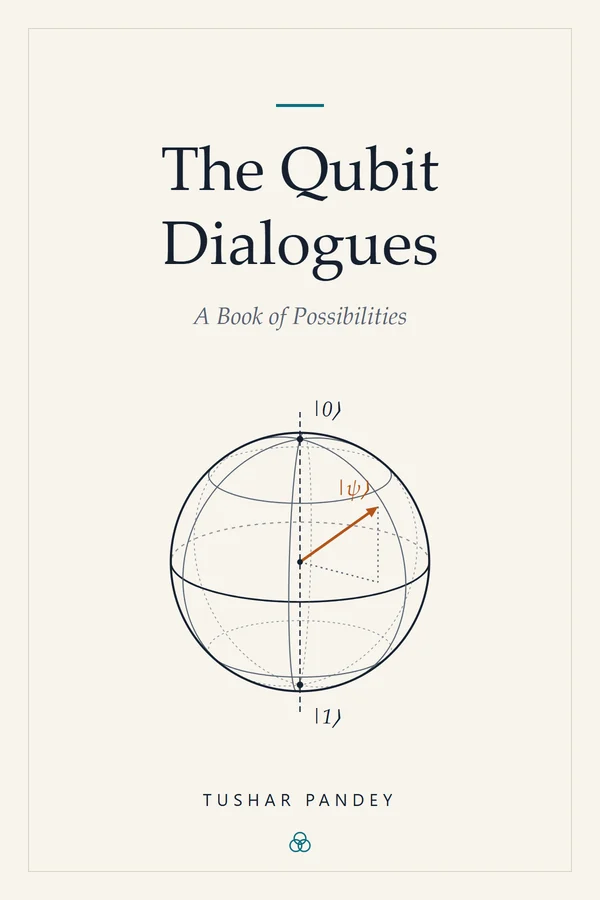 The Qubit
Dialogues
A Book of Possibilities
|0⟩
|ψ⟩
|1⟩
TUSHAR PANDEY